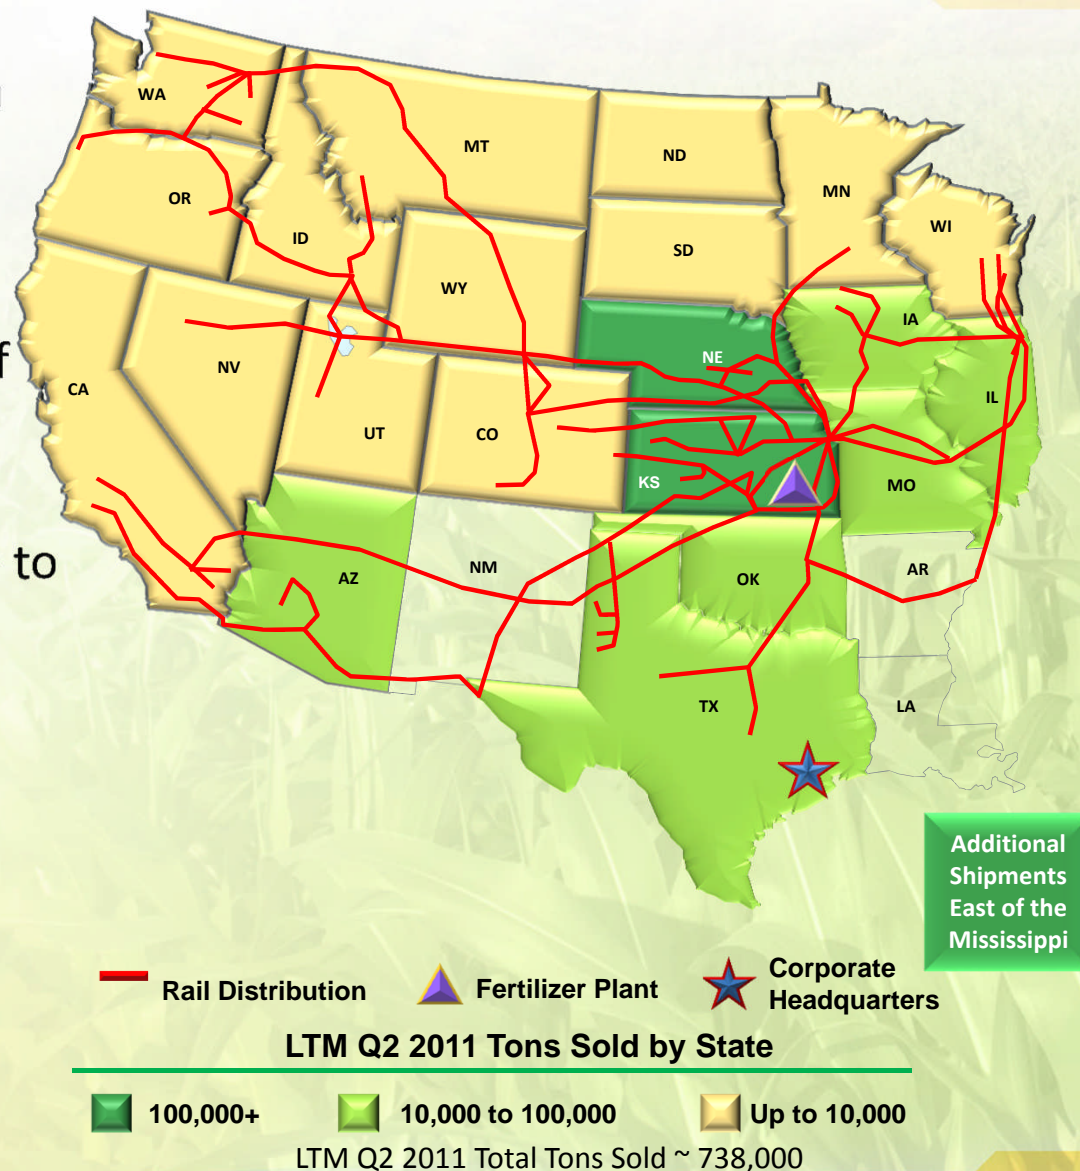 WA
MT
ND
MN
OR
ID
WI
SD
WY
IA
NE
NV
CA
IL
UT
CO
KS
MO
of
to
AZ
NM
OK
AR
TX
LA
Additional
Shipments
East of the
Mississippi
Rail Distribution
Fertilizer Plant
Corporate
Headquarters
LTM Q2 2011 Tons Sold by State
100,000+
10,000 to 100,000
Up to 10,000
LTM Q2 2011 Total Tons Sold ~ 738,000